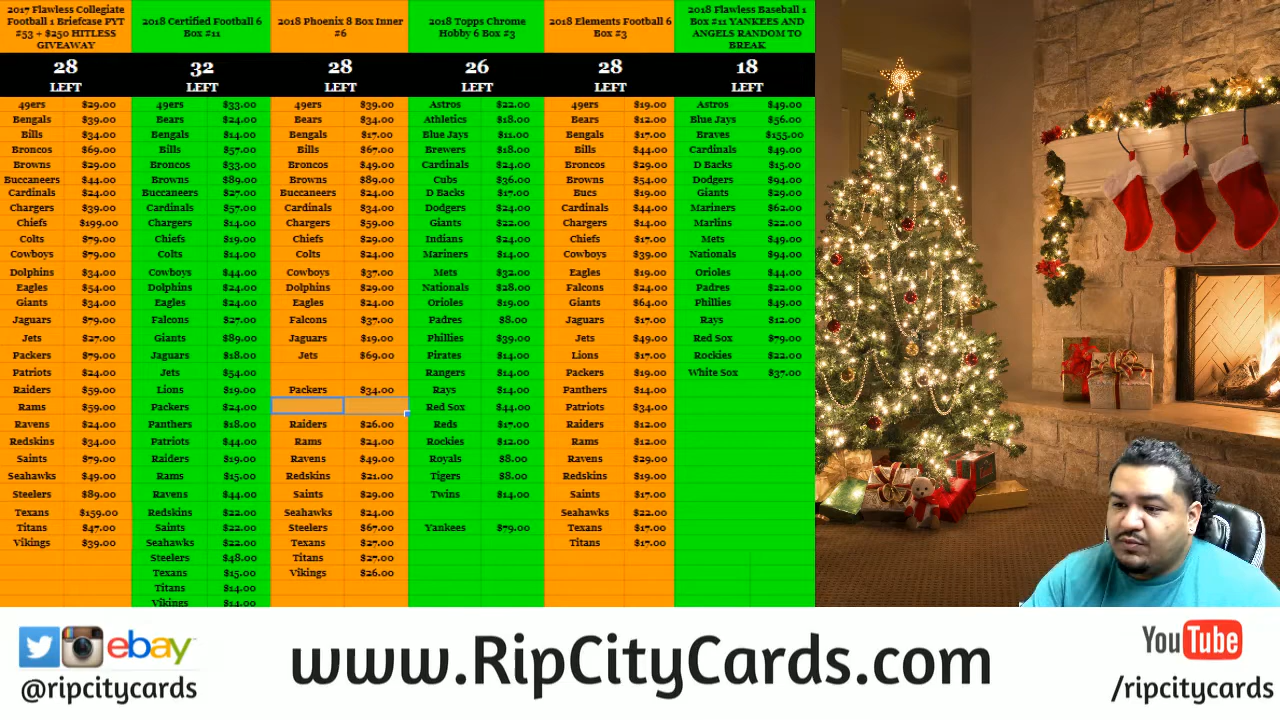 2017 Flawless Collegiate
Football 1 Briefcase PYT
#53 + $250 HITLESS
GIVEAWAY
28
LEFT
49ers $29.00
Bengals $39.00
Bills $34.00
Broncos $69.00
Browns $29.00
Buccaneers $44.00
Cardinals $24.00
Chargers $39.00
Chiefs $199.00
Colts $79.00
Cowboys $79.00
Dolphins $34.00
Eagles $54.00
Giants $34.00
Jaguars $79.00
Jets $27.00
Packers $79.00
Patriots $24.00
Raiders $59.00
Rams $59.00
Ravens $24.00
Redskins $34.00
Saints $79.00
Seahawks $49.00
Steelers $89.00
Texans $159.00
Titans $47.00
Vikings $39.00
2018 Certified Football 6
Box #11
32
LEFT
49ers $33.00
Bears $24.00
Bengals $14.00
Bills $57.00
Broncos $33.00
Browns $89.00
Buccaneers $27.00
Cardinals $57.00
Chargers $14.00
Chiefs $19.00
Colts $14.00
Cowboys $44.00
Dolphins $24.00
Eagles $24.00
Falcons $27.00
Giants $89.00
Jaguars $18.00
Jets $54.00
Lions $19.00
Packers $24.00
Panthers $18.00
Patriots $44.00
Raiders $19.00
Rams $15.00
Ravens $44.00
Redskins $22.00
Saints $22.00
Seahawks $22.00
Steelers $48.00
Texans $15.00
Titans $14.00
Vikings $14.00
2018 Phoenix 8 Box Inner
#6
28
LEFT
49ers $39.00
Bears $34.00
Bengals $17.00
Bills $67.00
Broncos $49.00
Browns $89.00
Buccaneers $24.00
Cardinals $34.00
Chargers $59.00
Chiefs $29.00
Colts $24.00
Cowboys $37.00
Dolphins $29.00
Eagles $24.00
Falcons $37.00
Jaguars $19.00
Jets $69.00
Packers $34.00
Raiders $26.00
Rams $24.00
Ravens $49.00
Redskins $21.00
Saints $29.00
Seahawks $24.00
Steelers $67.00
Texans $27.00
Titans $27.00
Vikings $26.00
2018 Topps Chrome
Hobby 6 Box #3
26
LEFT
Astros $22.00
Athletics $18.00
Blue Jays $11.00
Brewers $18.00
Cardinals $24.00
Cubs $36.00
D Backs $17.00
Dodgers $24.00
Giants $22.00
Indians $24.00
Mariners $14.00
Mets $32.00
Nationals $28.00
Orioles $19.00
Padres $8.00
Phillies $39.00
Pirates $14.00
Rangers $14.00
Rays $14.00
Red Sox $44.00
Reds $17.00
Rockies $12.00
Royals $8.00
Tigers $8.00
Twins $14.00
Yankees $79.00
2018 Elements Football 6
Box #3
28
LEFT
49ers $19.00
Bears $12.00
Bengals $17.00
Bills $44.00
Broncos $29.00
Browns $54.00
Bucs $19.00
Cardinals $44.00
Chargers $14.00
Chiefs $17.00
Cowboys $39.00
Eagles $19.00
Falcons $24.00
Giants $64.00
Jaguars $17.00
Jets $49.00
Lions $17.00
Packers $19.00
Panthers $14.00
Patriots $34.00
Raiders $12.00
Rams $12.00
Ravens $29.00
Redskins $19.00
Saints $17.00
Seahawks $22.00
Texans $17.00
Titans $17.00
2018 Flawless Baseball 1
Box #11 YANKEES AND
ANGELS RANDOM TO
BREAK
18
LEFT
Astros $49.00
Blue Jays $56.00
Braves $155.00
Cardinals $49.00
D Backs $15.00
Dodgers $94.00
Giants $29.00
Mariners $62.00
Marlins $22.00
Mets $49.00
Nationals $94.00
Orioles $44.00
Padres $22.00
Phillies $49.00
Rays $12.00
Red Sox $79.00
Rockies $22.00
White Sox $37.00
ebay
@ripcitycards
www.RipCityCards.com
YouTube
/ripcitycards